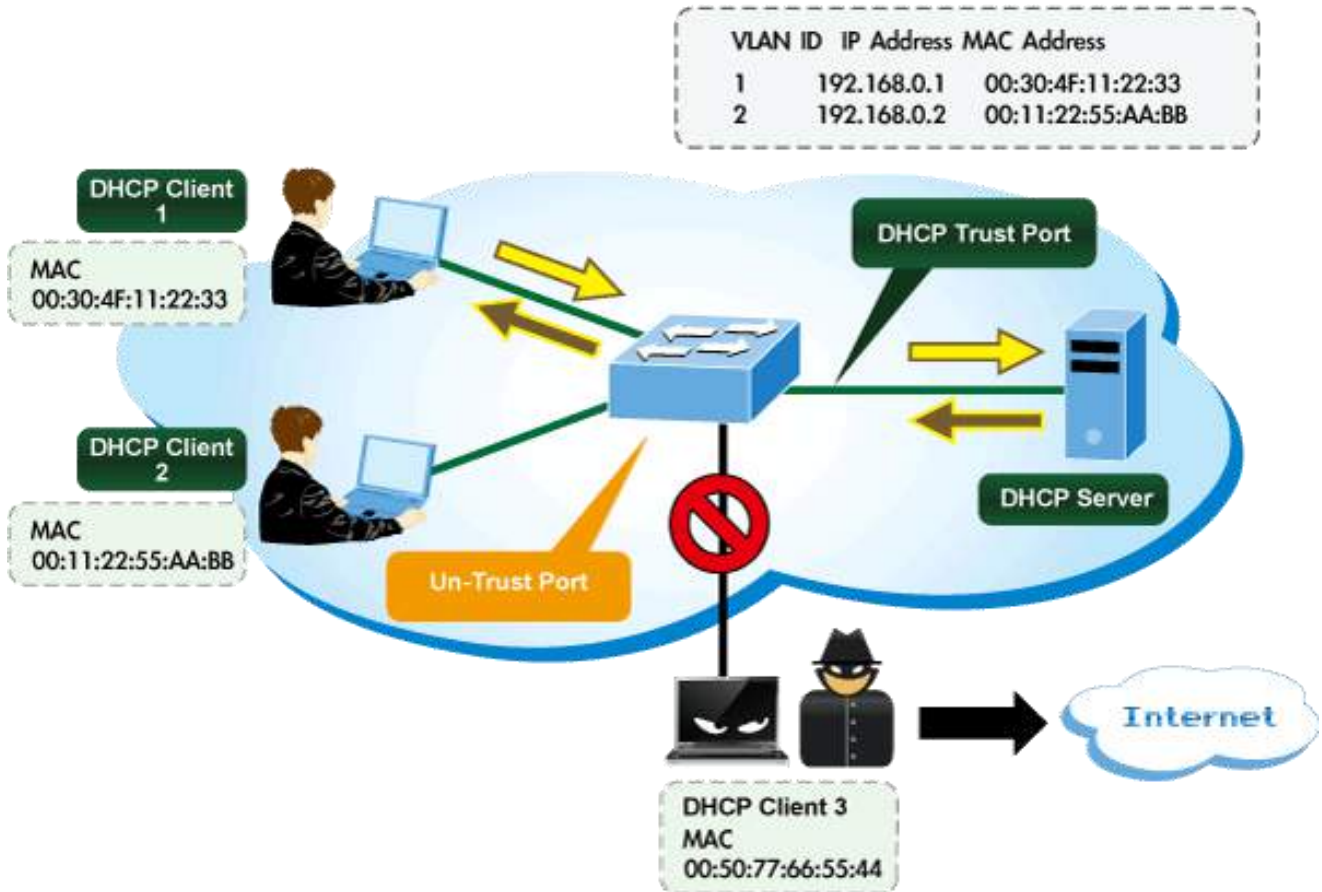 VLAN ID IP Address MAC Address
1 192.168.0.1 00:30:4F:11:22:33
2 192.168.0.2 00:11:22:55:AA:BB
DHCP Client
1
MAC
00:30:4F:11:22:33
DHCP Trust Port
DHCP Client
2
MAC
00:11:22:55:AA:BB
Un-Trust Port
DHCP Server
Internet
DHCP Client 3
MAC
00:50:77:66:55:44